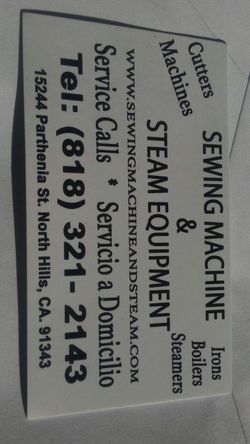 Cutters
Machines
SEWING MACHINE
&
STEAM EQUIPMENT
Irons
Boilers
Steamers
WWW.SEWINGMACHINEANDSTEAM.COM
Service Calls * Servicio a Domicilio
Tel: (818) 321-2143
15244 Parthenia St. North Hills, CA. 91343